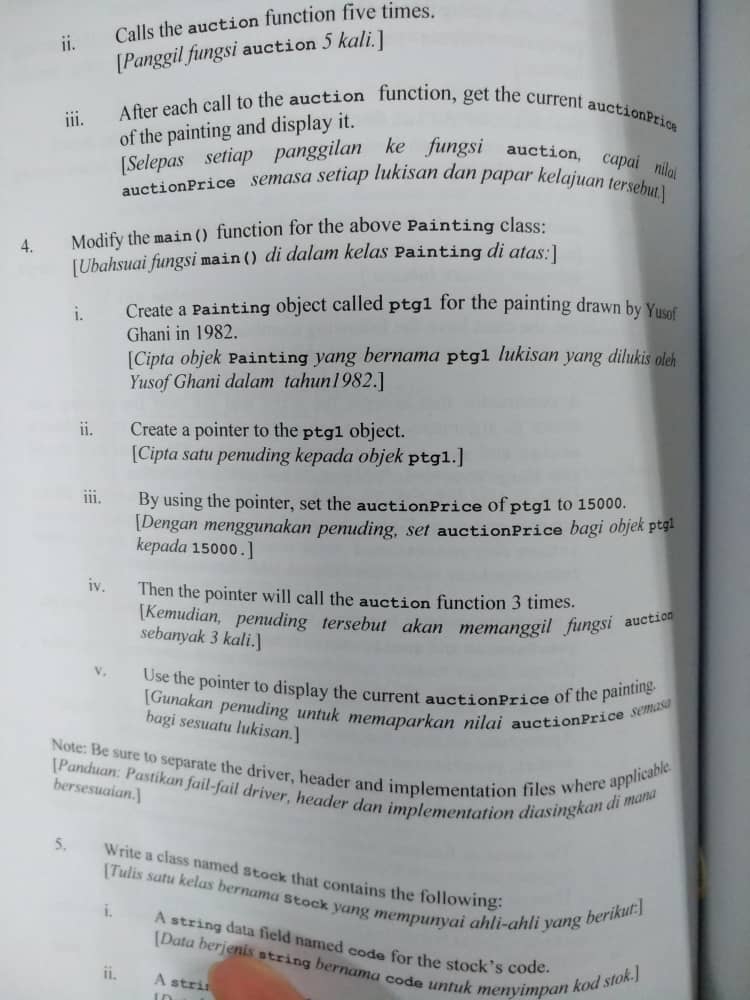 ii. Calls the auction function five times.
[Panggil fungsi auction 5 kali.]
iii. After each call to the auction function, get the current auctionPrice
of the painting and display it.
[Selepas setiap panggilan ke fungsi auction, capai nilai
auctionPrice semasa setiap lukisan dan papar kelajuan tersebut.]
4. Modify the main() function for the above Painting class:
[Ubahsuai fungsi main() di dalam kelas Painting di atas:]
i. Create a Painting object called ptg1 for the painting drawn by Yusof
Ghani in 1982.
[Cipta objek Painting yang bernama ptg1 lukisan yang dilukis oleh
Yusof Ghani dalam tahun1982.]
ii. Create a pointer to the ptg1 object.
[Cipta satu penuding kepada objek ptg1.]
iii. By using the pointer, set the auctionPrice of ptg1 to 15000.
[Dengan menggunakan penuding, set auctionPrice bagi objek ptg1
kepada 15000.]
iv. Then the pointer will call the auction function 3 times.
[Kemudian, penuding tersebut akan memanggil fungsi auction
sebanyak 3 kali.]
v. Use the pointer to display the current auctionPrice of the painting.
[Gunakan penuding untuk memaparkan nilai auctionPrice semasa
bagi sesuatu lukisan.]
Note: Be sure to separate the driver, header and implementation files where applicable.
[Panduan: Pastikan fail-fail driver, header dan implementation diasingkan di mana
bersesuaian.]
5. Write a class named Stock that contains the following:
[Tulis satu kelas bernama Stock yang mempunyai ahli-ahli yang berikut:]
i. A string data field named code for the stock's code.
[Data berjenis string bernama code untuk menyimpan kod stok.]
ii. A